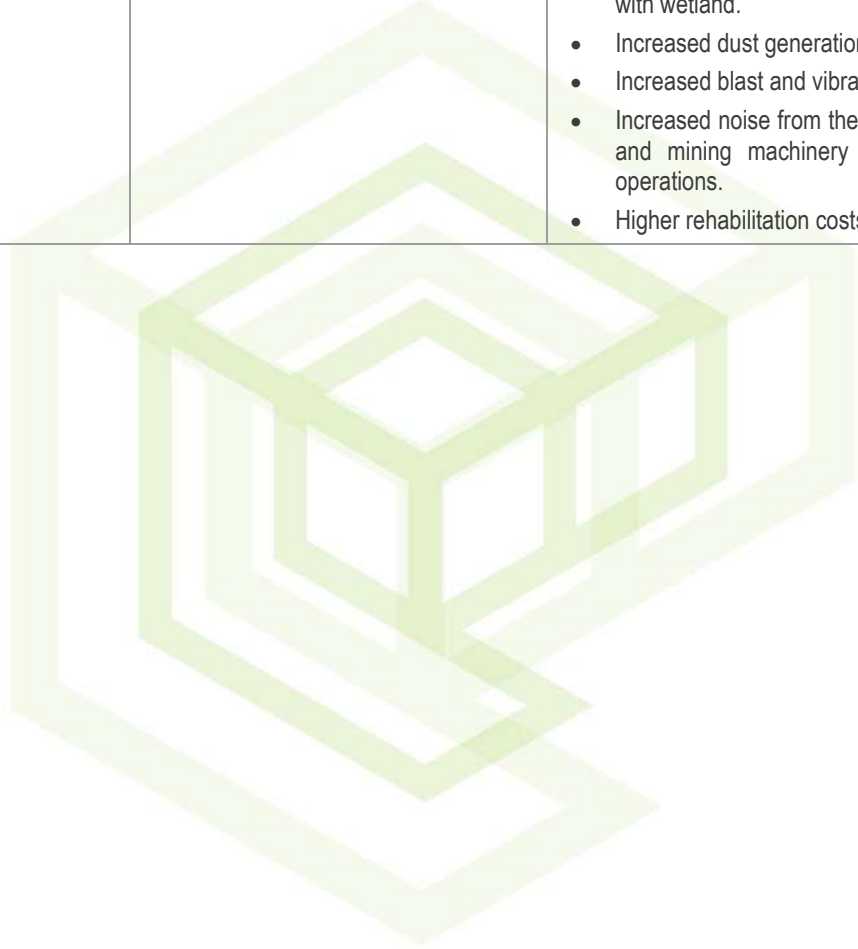 with wetland.
• Increased dust generation
• Increased blast and
• Increased noise from the
and mining machinery
operations.
• Higher rehabilitation costs